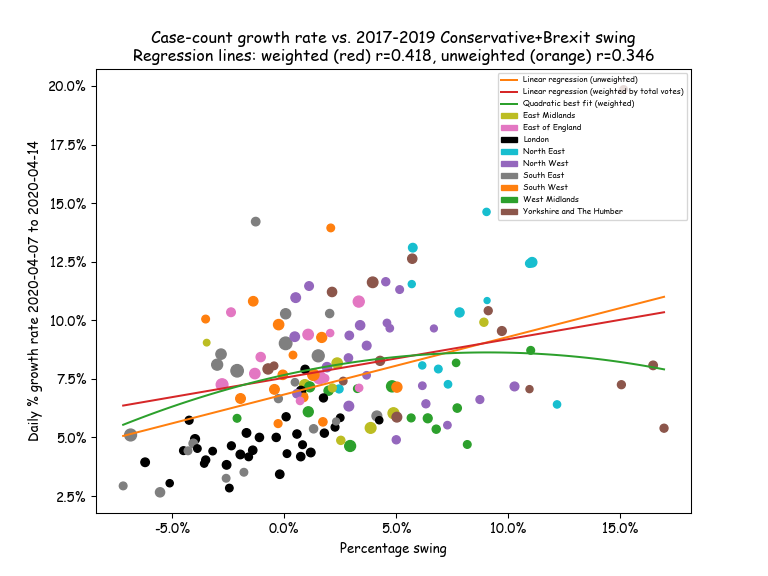 Case-count growth rate vs. 2017-2019 Conservative+Brexit swing
Regression lines: weighted (red) r=0.418, unweighted (orange) r=0.346
Daily % growth rate 2020-04-07 to 2020-04-14
20.0%
17.5%
15.0%
12.5%
10.0%
7.5%
5.0%
2.5%
Linear regression (unweighted)
Linear regression (weighted by total votes)
Quadratic best fit (weighted)
East Midlands
East of England
London
North East
North West
South East
South West
West Midlands
Yorkshire and The Humber
-5.0% 0.0% 5.0% 10.0% 15.0%
Percentage swing